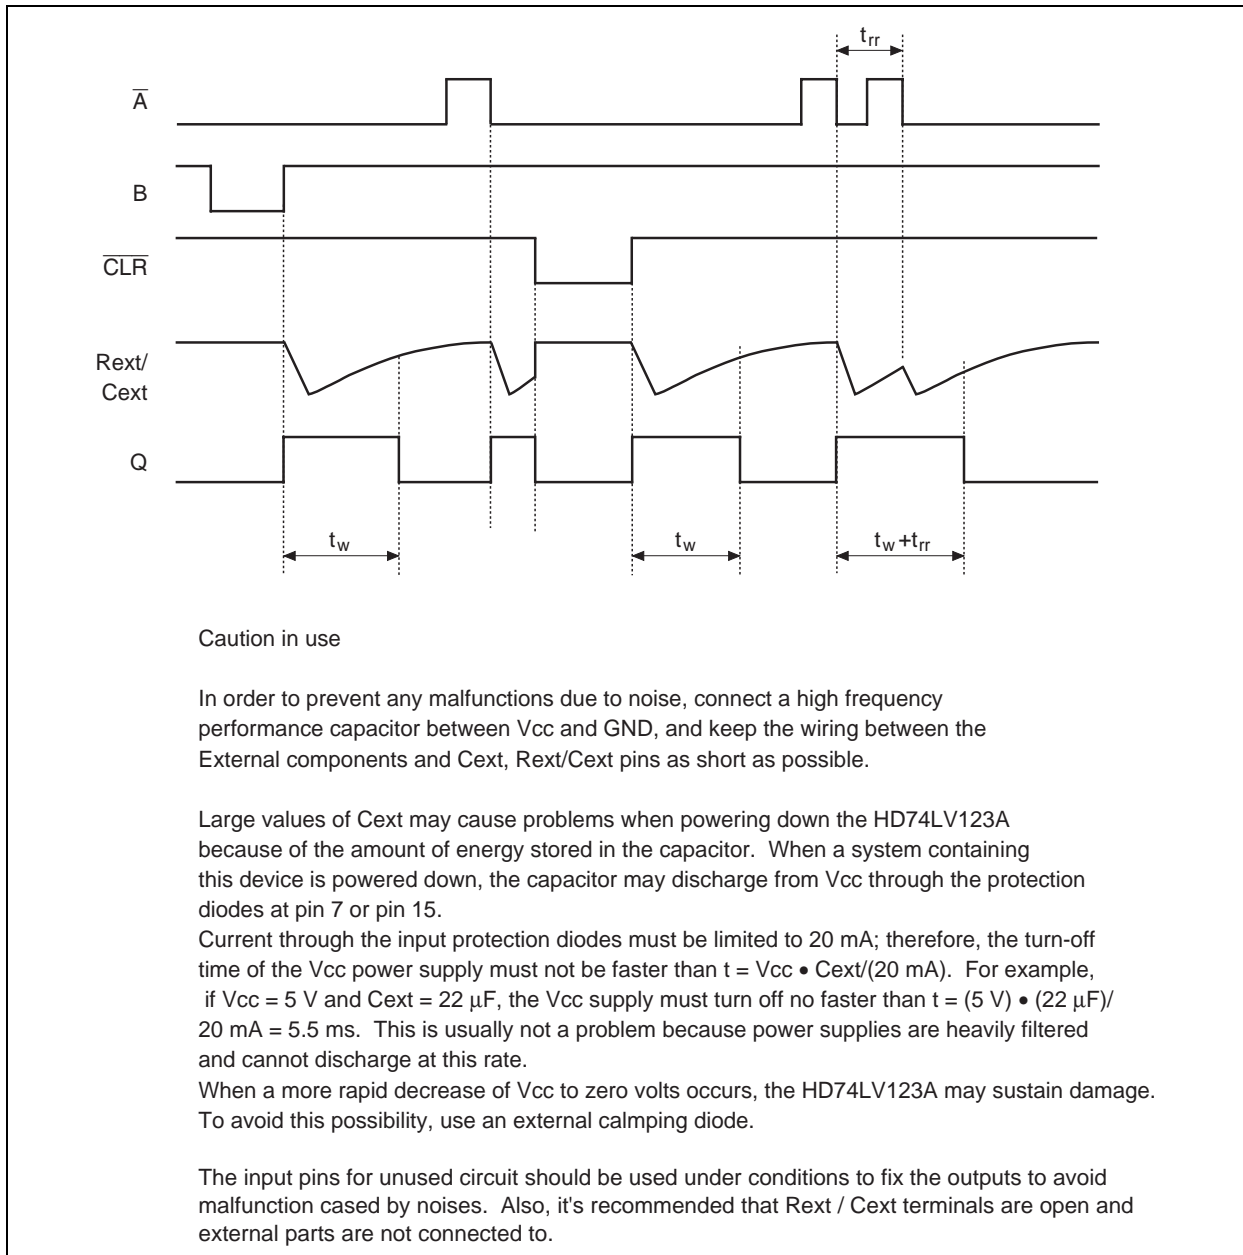 trr
A
B
CLR
Rext/
Cext
Q
tw
tw
tw+trr
Caution in use
In order to prevent any malfunctions due to noise, connect a high frequency
performance capacitor between Vcc and GND, and keep the wiring between the
External components and Cext, Rext/Cext pins as short as possible.
Large values of Cext may cause problems when powering down the HD74LV123A
because of the amount of energy stored in the capacitor.  When a system containing
this device is powered down, the capacitor may discharge from Vcc through the protection
diodes at pin 7 or pin 15.
Current through the input protection diodes must be limited to 20 mA; therefore, the turn-off
time of the Vcc power supply must not be faster than t = Vcc • Cext/(20 mA).  For example,
if Vcc = 5 V and Cext = 22 μF, the Vcc supply must turn off no faster than t = (5 V) • (22 μF)/
20 mA = 5.5 ms.  This is usually not a problem because power supplies are heavily filtered
and cannot discharge at this rate.
When a more rapid decrease of Vcc to zero volts occurs, the HD74LV123A may sustain damage.
To avoid this possibility, use an external calmping diode.
The input pins for unused circuit should be used under conditions to fix the outputs to avoid
malfunction cased by noises.  Also, it's recommended that Rext / Cext terminals are open and
external parts are not connected to.